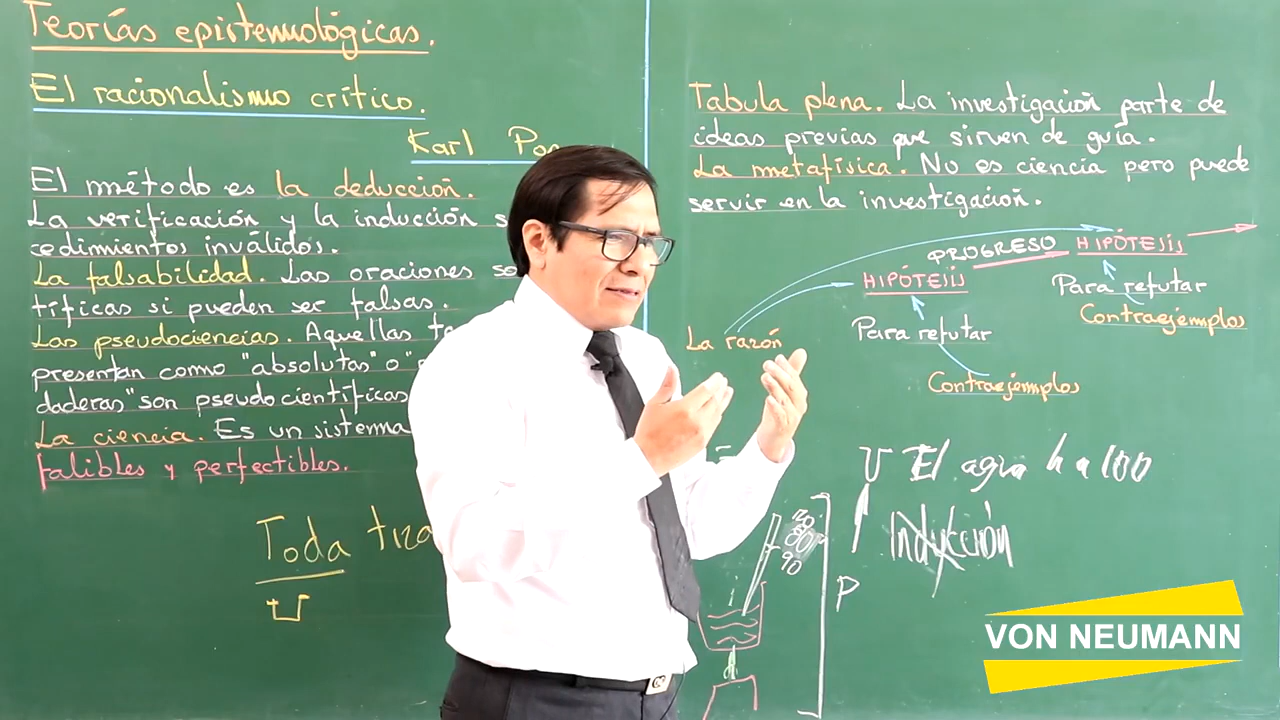 Teorías epistemológicas.
El racionalismo crítico.
Karl Po
El método es la deducción.
La verificación y la inducción s
cedimientos inválidos.
La falsabilidad. Las oraciones so
tíficas si pueden ser falsas.
Las pseudociencias. Aquellas
presentan como "absolutas" o
daderas" son pseudocientíficas
La ciencia. Es un sistema
falibles y perfectibles.
Toda tiza
U
Tabula plena. La investigación parte de
ideas previas que sirven de guía.
La metafísica. No es ciencia pero puede
servir en la investigación.
PROGRESO
HIPÓTESIS
HIPÓTESIS
Para refutar
Contraejemplos
La razón
Para refutar
Contraejemplos
U El agua h a 100
Inducción
70
80
90
P
VON NEUMANN